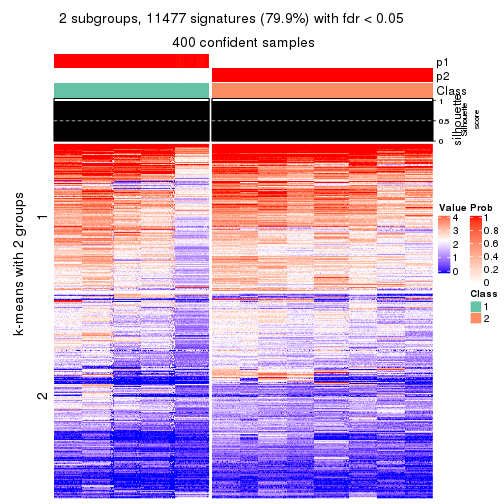 2 subgroups, 11477 signatures (79.9%) with fdr < 0.05
400 confident samples
p1
p2
Class
1
0.5
0
silhouette
Silhouette
score
k-means with 2 groups
1
2
Value
4
3
2
1
0
Prob
1
0.8
0.6
0.4
0.2
0
Class
1
2